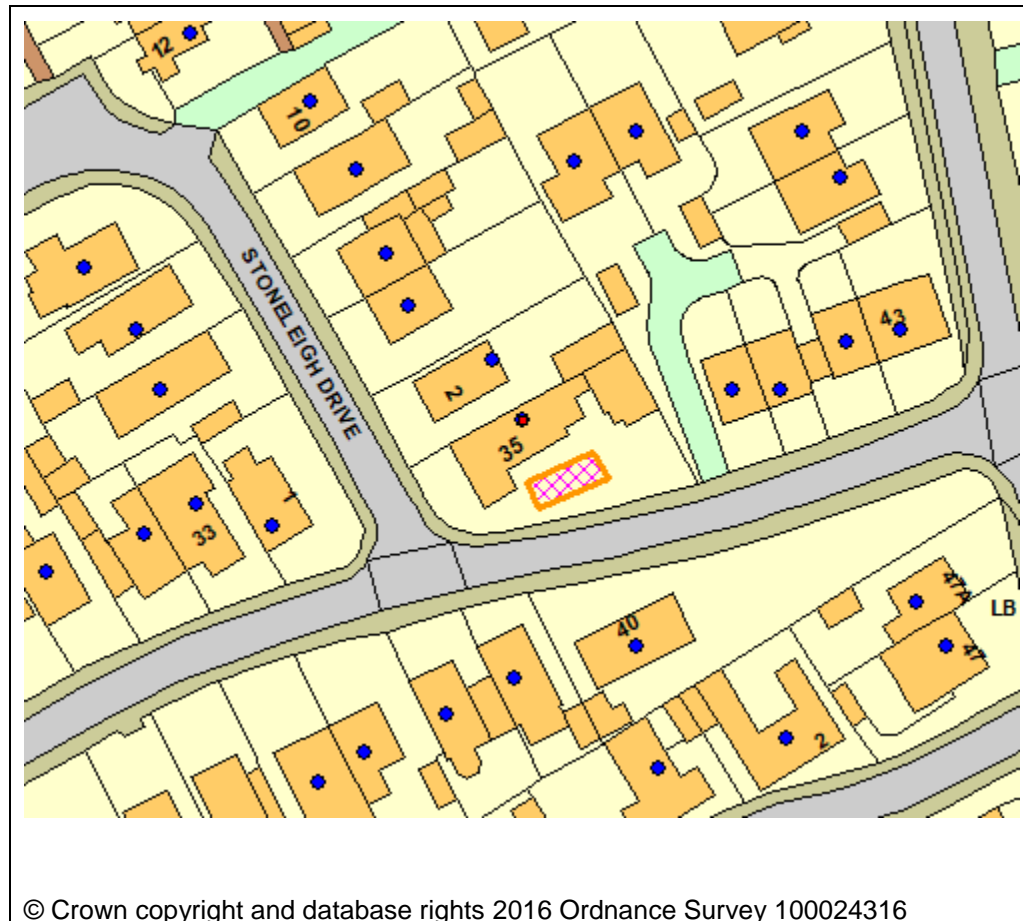 12
10
STONELEIGH DRIVE
43
2
35
1
33
47A
LB
40
47
2
© Crown copyright and database rights 2016 Ordnance Survey 100024316